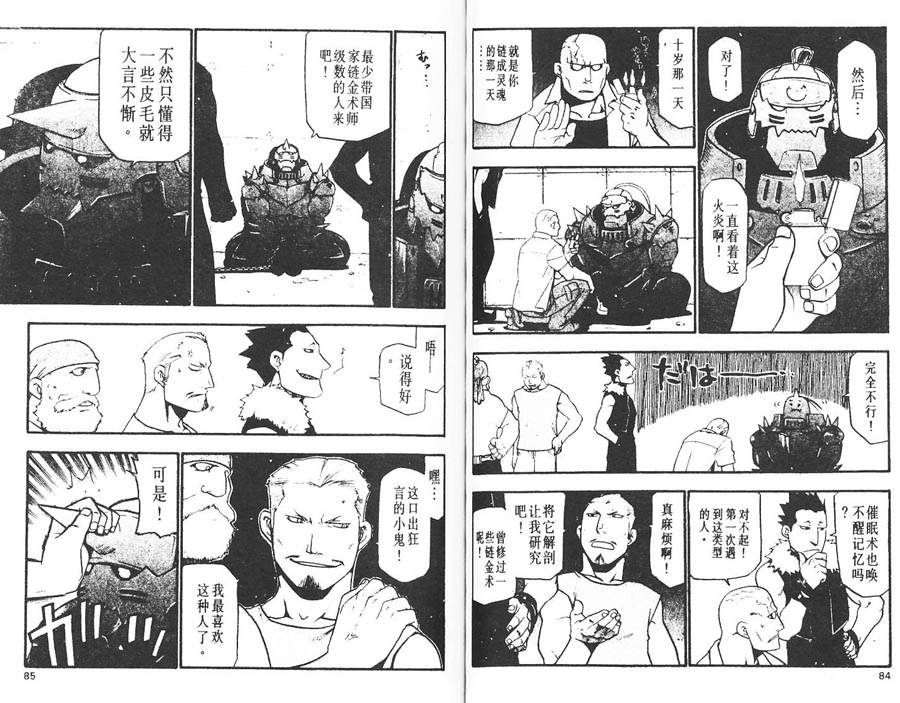 然后…
对了!
一直看着这
火炎啊!
十岁那一天
就是你
链成灵魂
的那一天
完全不行!
だはー
催眠术也唤
不醒记忆吗
?
对不起!
第一次遇
到这类型
的人.
真麻烦啊!
将它解剖
让我研究
吧!
曾修过一
些链金术
呢!
84
むっ…
最少带国
家链金术师
级数的人来
吧!
不然只懂得
一些皮毛就
大言不惭。
唔…
说得好
嘿…
这口出狂
言的小鬼!
我最喜欢
这种人了。
可是!
ガッ
85